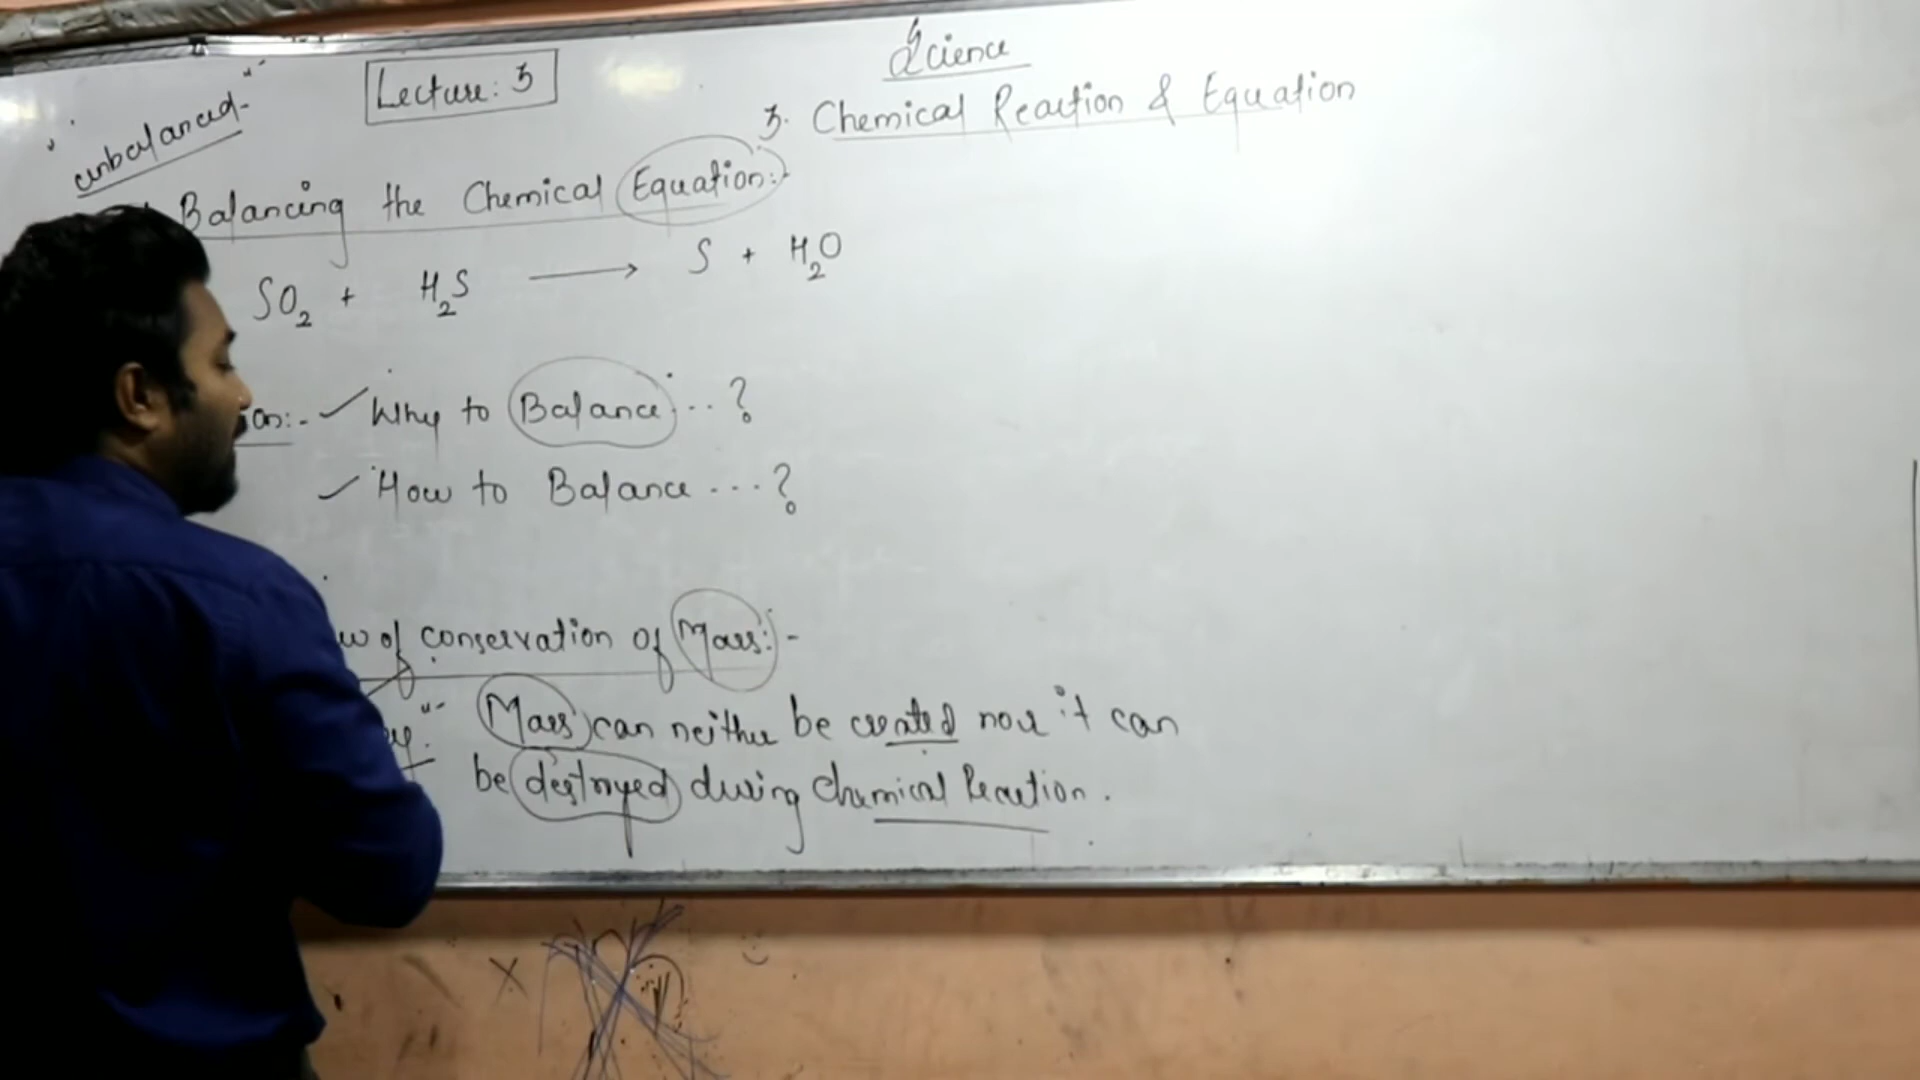 Science
Lecture: 3
3. Chemical Reaction & Equation
unbalanced
Balancing the Chemical Equation:-
SO2 + H2S → S + H2O
Why to Balance ...?
How to Balance ...?
of conservation of Mass:-
Mass can neither be created nor it can
be destroyed during chemical Reaction.